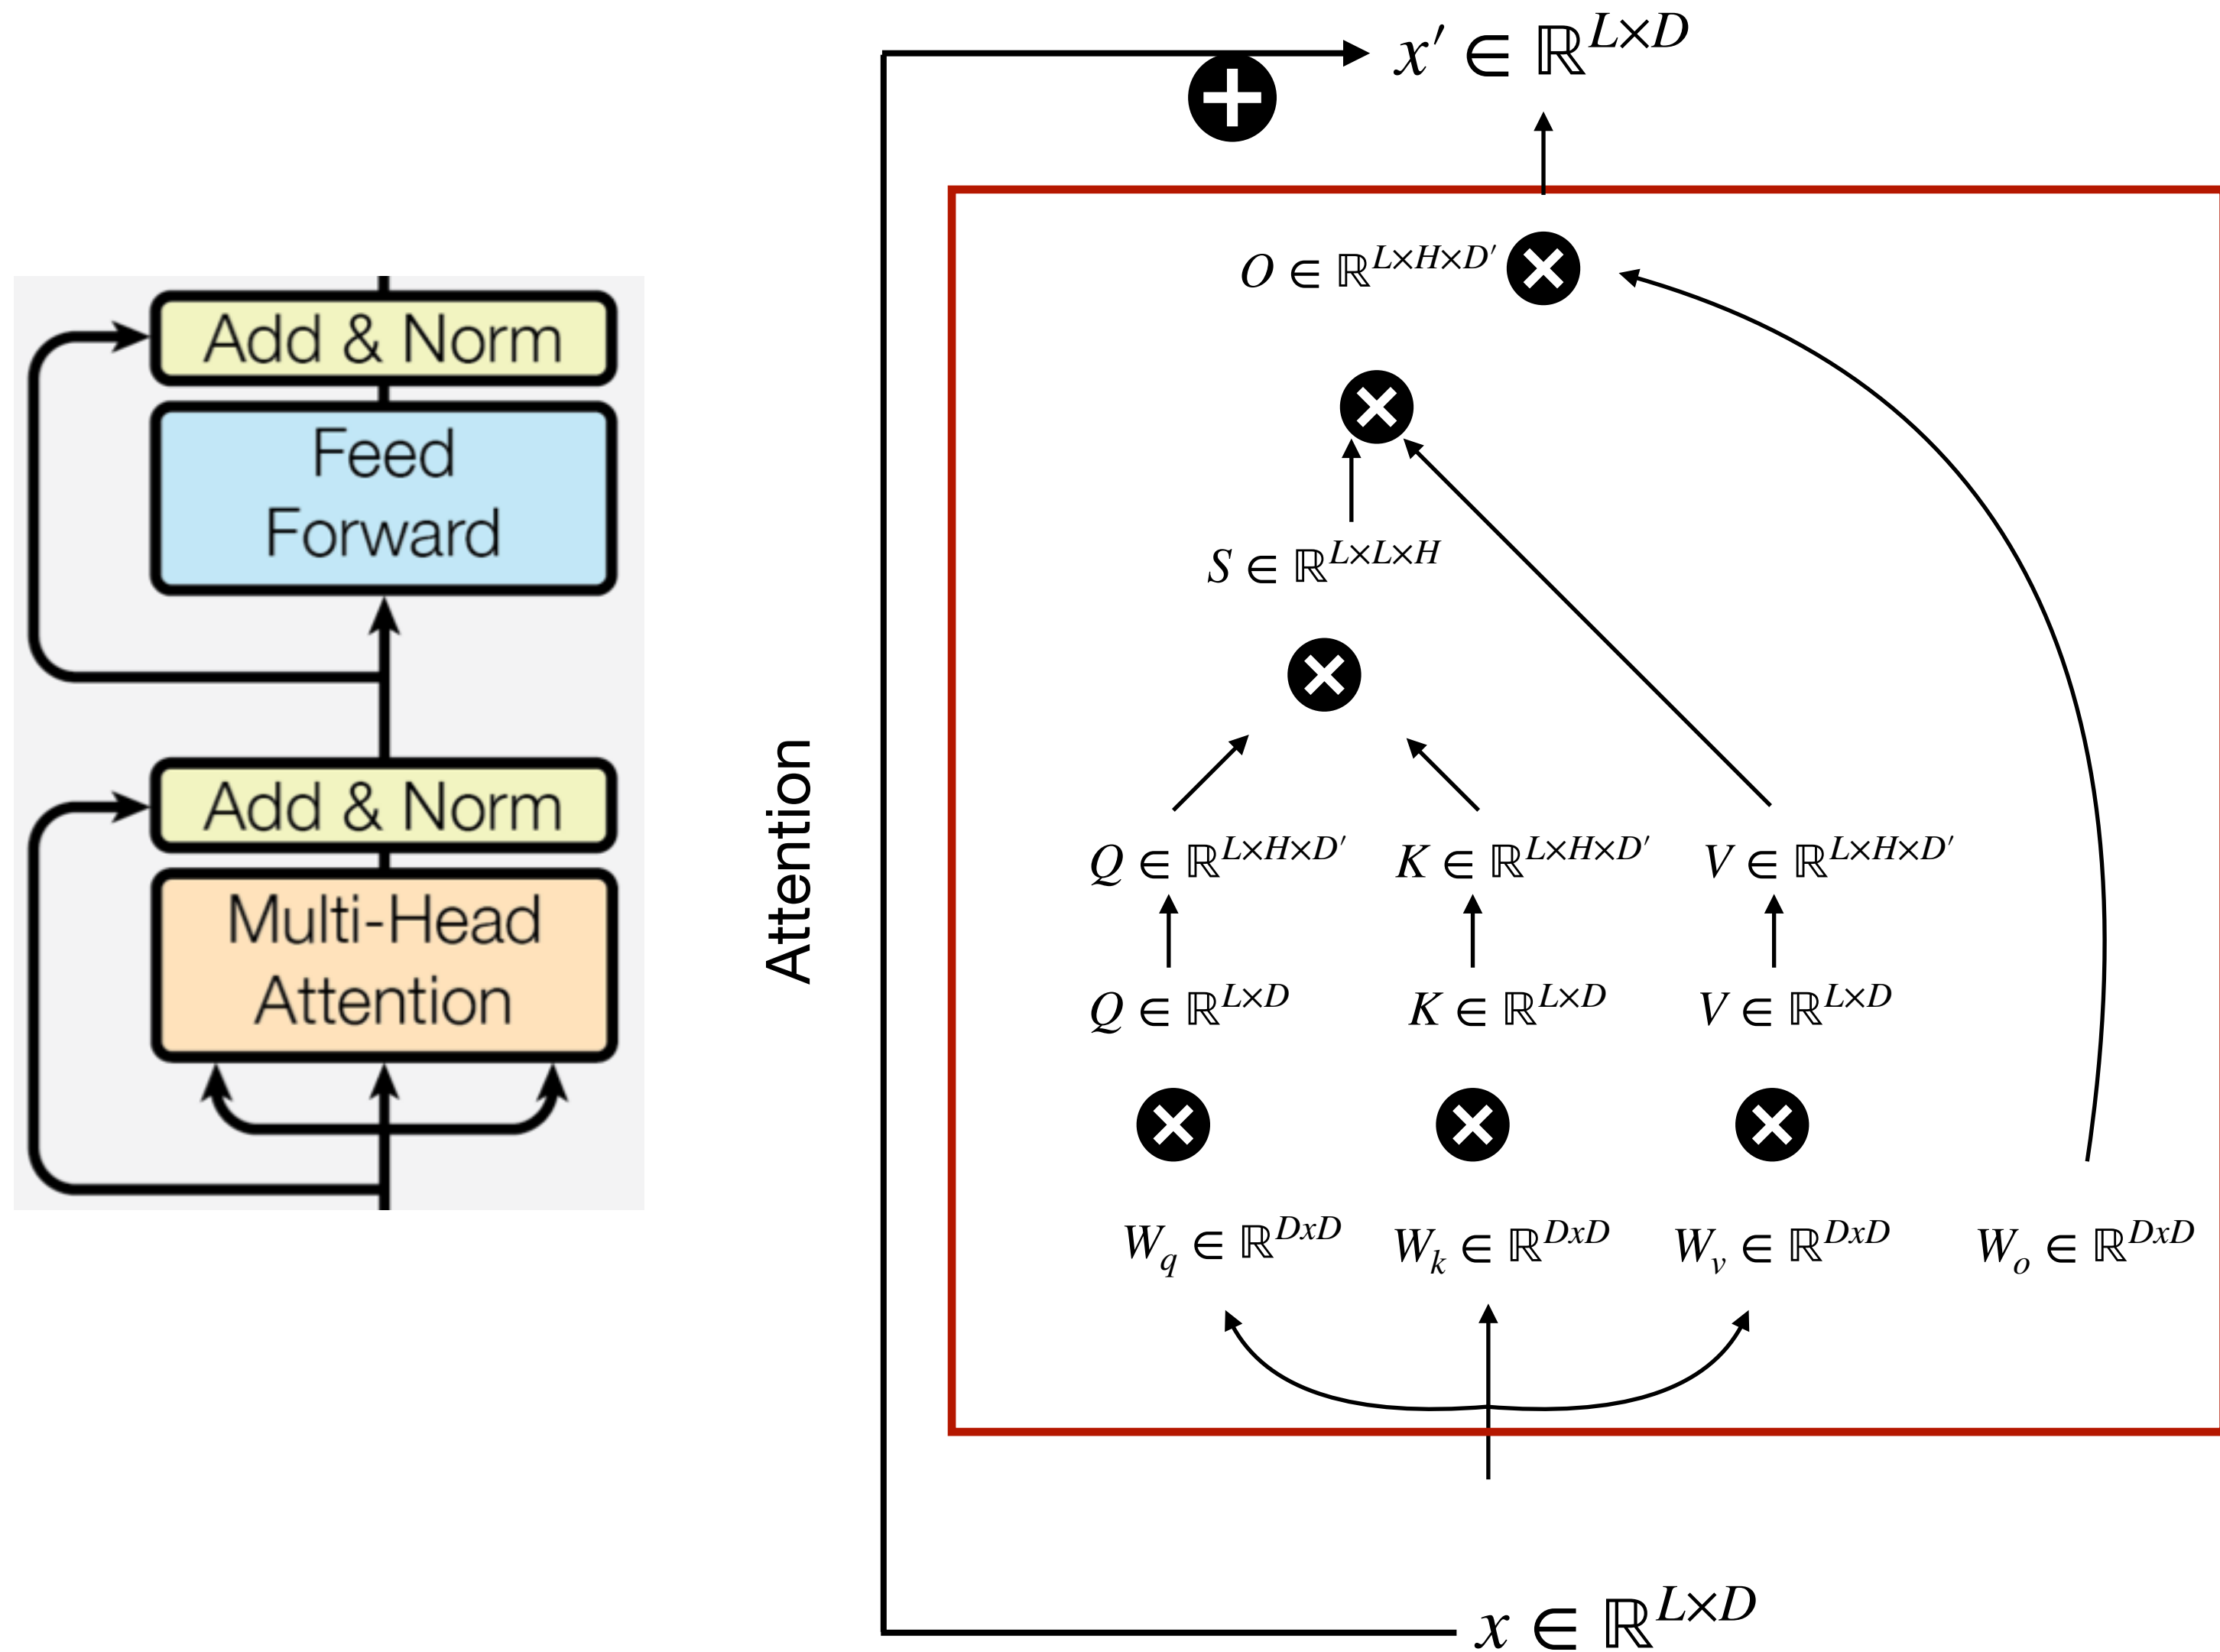 Add & Norm
Feed
Forward
Add & Norm
Multi-Head
Attention
Attention
x′ ∈ ℝ^{L×D}
O ∈ ℝ^{L×H×D′}
S ∈ ℝ^{L×L×H}
Q ∈ ℝ^{L×H×D′} K ∈ ℝ^{L×H×D′} V ∈ ℝ^{L×H×D′}
Q ∈ ℝ^{L×D} K ∈ ℝ^{L×D} V ∈ ℝ^{L×D}
W_q ∈ ℝ^{DxD} W_k ∈ ℝ^{DxD} W_v ∈ ℝ^{DxD} W_o ∈ ℝ^{DxD}
x ∈ ℝ^{L×D}